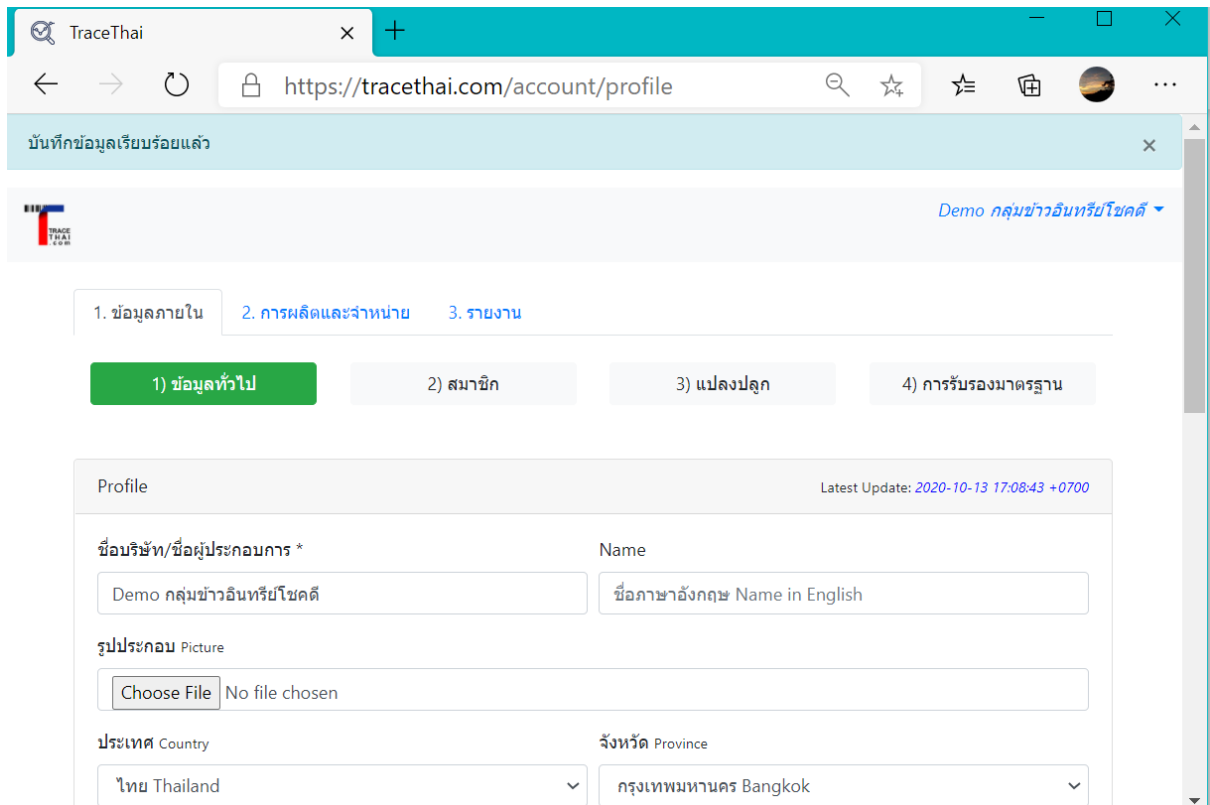 TraceThai
https://tracethai.com/account/profile
บันทึกข้อมูลเรียบร้อยแล้ว
TRACE
THAI
.com
Demo กลุ่มข้าวอินทรีย์โชคดี
1. ข้อมูลภายใน 2. การผลิตและจำหน่าย 3. รายงาน
1) ข้อมูลทั่วไป 2) สมาชิก 3) แปลงปลูก 4) การรับรองมาตรฐาน
Profile Latest Update: 2020-10-13 17:08:43 +0700
ชื่อบริษัท/ชื่อผู้ประกอบการ * Name
Demo กลุ่มข้าวอินทรีย์โชคดี ชื่อภาษาอังกฤษ Name in English
รูปประกอบ Picture
Choose File No file chosen
ประเทศ Country จังหวัด Province
ไทย Thailand กรุงเทพมหานคร Bangkok